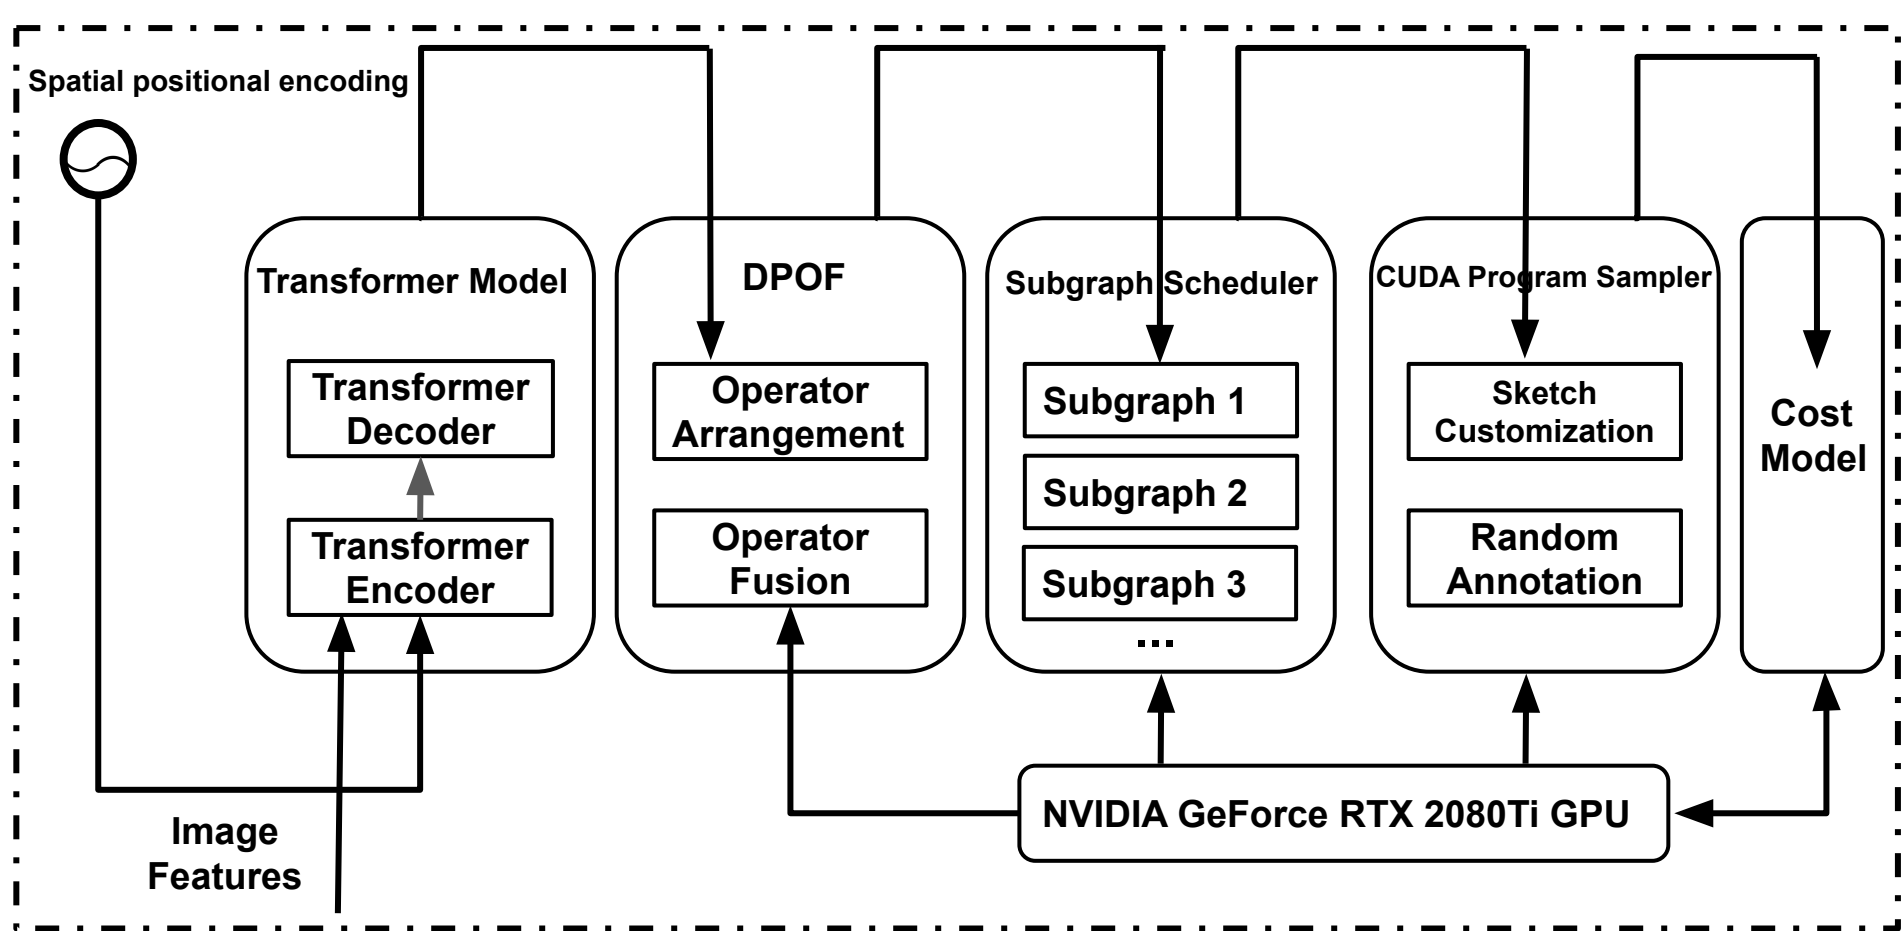 Spatial positional encoding
Transformer Model
Transformer
Decoder
Transformer
Encoder
Image
Features
DPOF
Operator
Arrangement
Operator
Fusion
Subgraph Scheduler
Subgraph 1
Subgraph 2
Subgraph 3
...
CUDA Program Sampler
Sketch
Customization
Random
Annotation
Cost
Model
NVIDIA GeForce RTX 2080Ti GPU